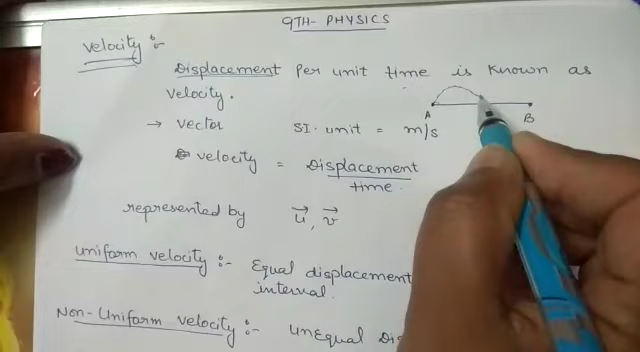 9TH- PHYSICS
Velocity :-
Displacement Per unit time is known as
velocity.
A B
→ vector SI. unit = m/s
velocity = Displacement
time.
represented by u⃗, v⃗
uniform velocity :- Equal displacement
interval.
Non-Uniform velocity :- unEqual